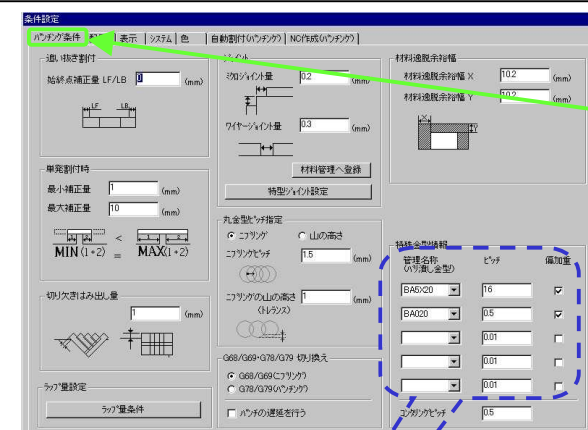 条件設定
パンチング条件
表示
システム
色
自動割付(パンチング)
NC作成(パンチング)
追い抜き割付
始終点補正量 LF/LB
0
(mm)
LF
LB
単発割付時
最小補正量
1
(mm)
最大補正量
10
(mm)
MIN (1*2) <= MAX (1*2)
切り欠きはみ出し量
1
(mm)
ラップ量設定
ラップ量条件
ジョイント
ミクロジョイント量
0.2
(mm)
ワイヤージョイント量
0.3
(mm)
材料管理へ登録
特型ジョイント設定
丸金型ピッチ指定
ニブリング
山の高さ
ニブリングピッチ
1.5
(mm)
ニブリングの山の高さ
(トレランス)
1
(mm)
G68/G69・G78/G79 切り換え
G68/G69(ニブリング)
G78/G79(パンチング)
パンチの遅延を行う
材料逸脱余裕幅
材料逸脱余裕幅 X
10.2
(mm)
材料逸脱余裕幅 Y
10.2
(mm)
X
Y
特殊金型情報
管理名称
(バリ潰し金型)
ピッチ
偏加重
BA5X20
16
BA020
0.5
0.01
0.01
0.01
コンタリングピッチ
0.5